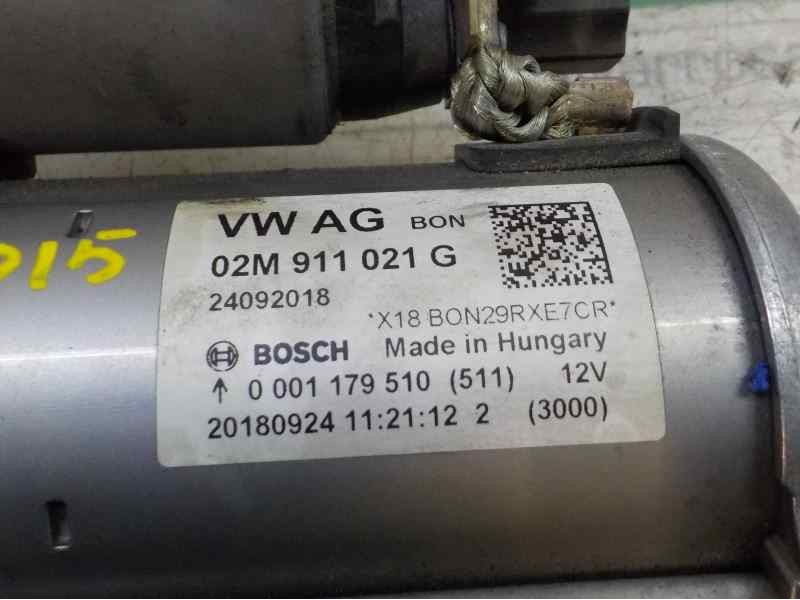 VW AG BON
02M 911 021 G
24092018
*X18 BON29RXE7CR*
BOSCH Made in Hungary
↑ 0 001 179 510 (511) 12V
20180924 11:21:12 2 (3000)
015